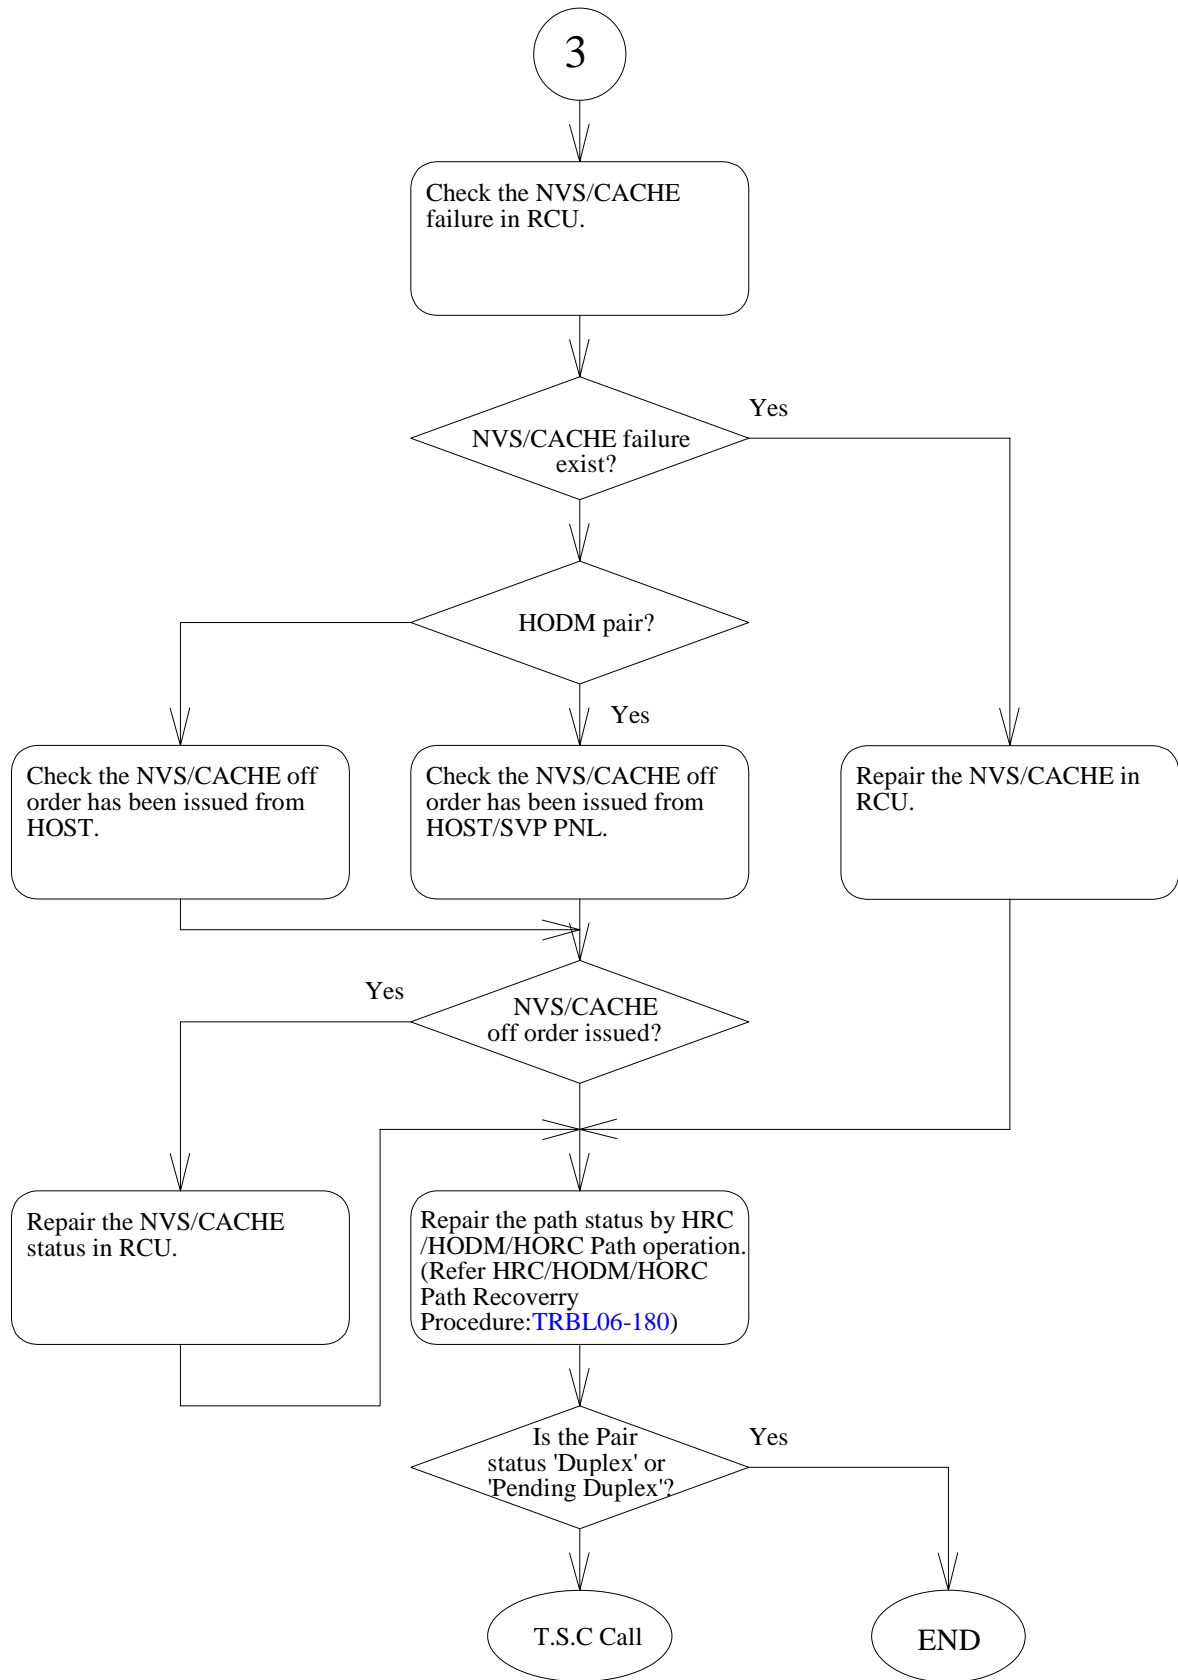 3
Check the NVS/CACHE
failure in RCU.
Yes
NVS/CACHE failure
exist?
HODM pair?
Yes
Check the NVS/CACHE off
order has been issued from
HOST.
Check the NVS/CACHE off
order has been issued from
HOST/SVP PNL.
Repair the NVS/CACHE in
RCU.
Yes
NVS/CACHE
off order issued?
Repair the NVS/CACHE
status in RCU.
Repair the path status by HRC
/HODM/HORC Path operation.
(Refer HRC/HODM/HORC
Path Recoverry
Procedure:TRBL06-180)
Is the Pair
status 'Duplex' or
'Pending Duplex'?
Yes
T.S.C Call
END